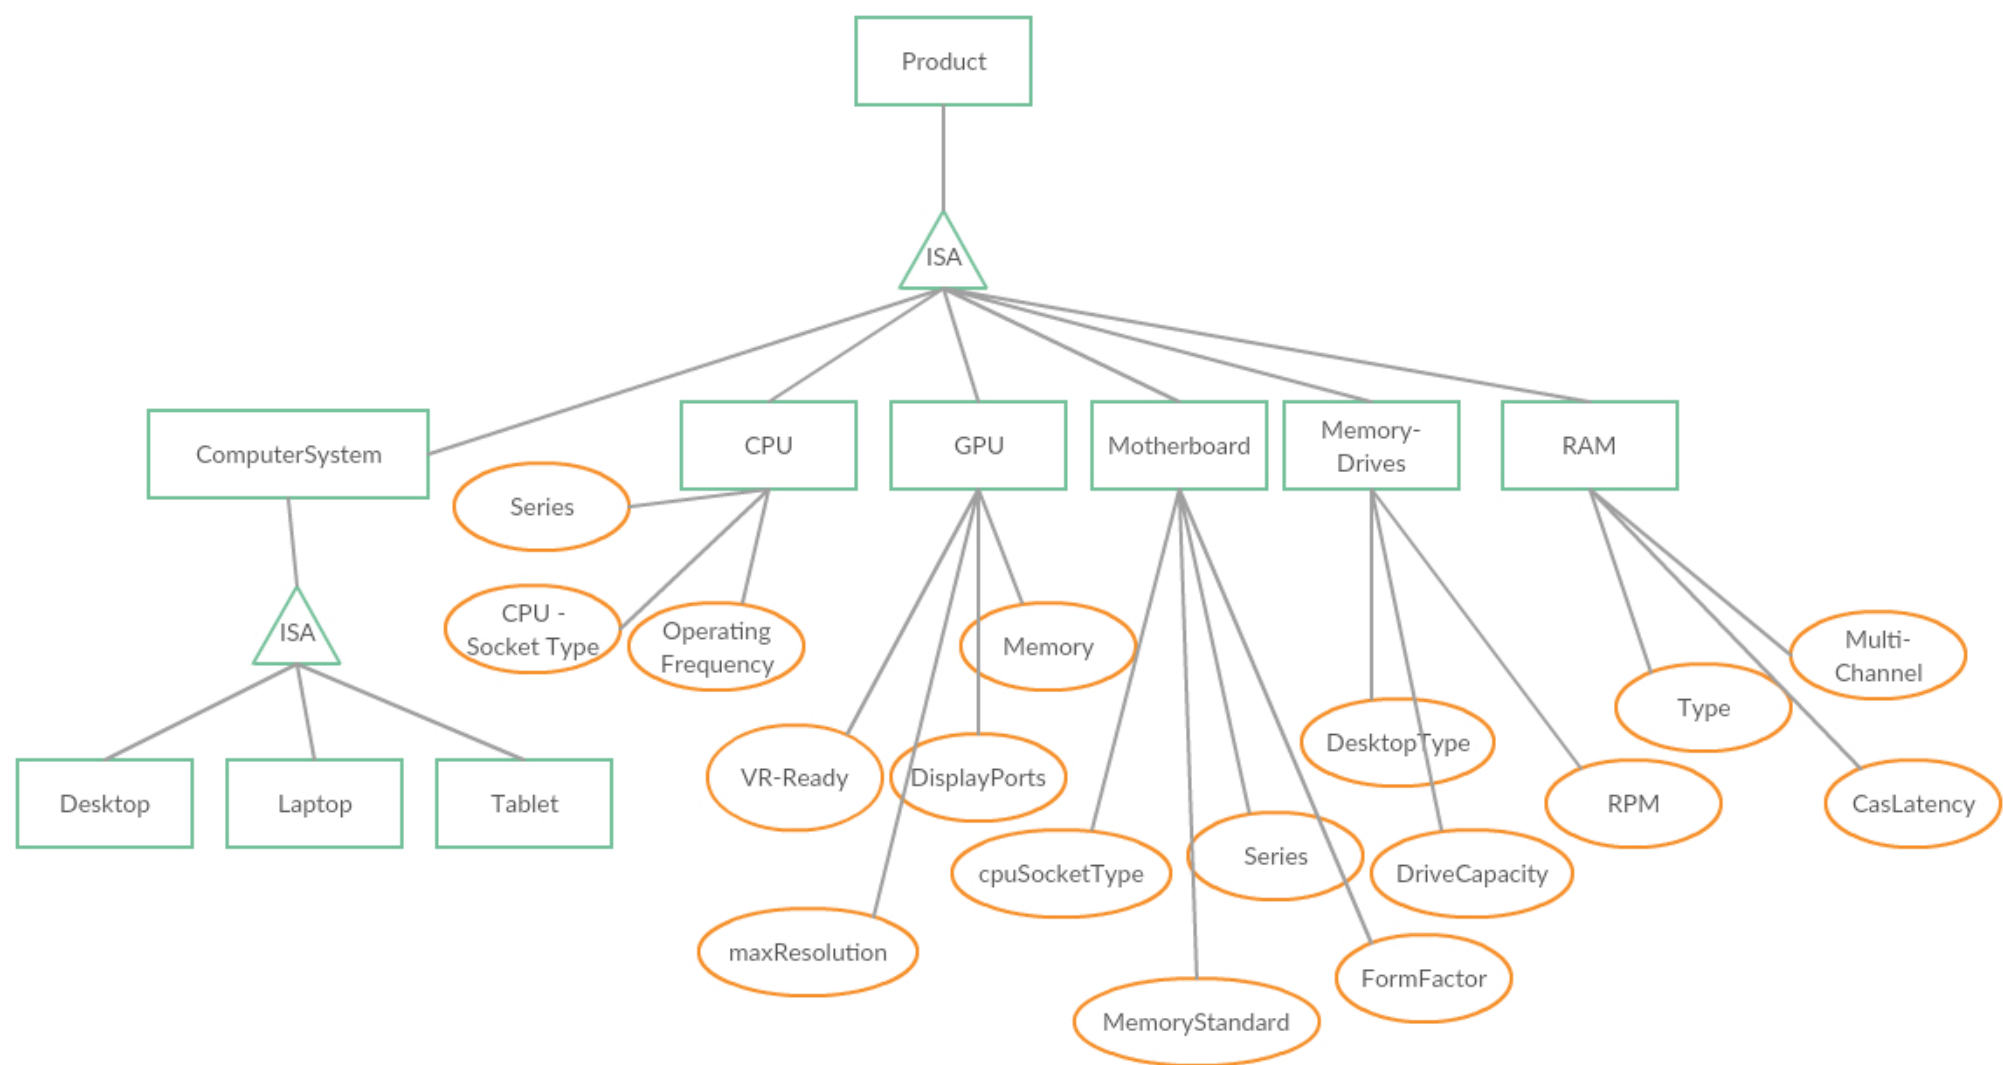 Product
ISA
ComputerSystem
CPU
GPU
Motherboard
Memory-
Drives
RAM
Series
CPU -
Socket Type
Operating
Frequency
Memory
Multi-
Channel
ISA
Type
DesktopType
VR-Ready
DisplayPorts
Desktop
Laptop
Tablet
RPM
CasLatency
cpuSocketType
Series
DriveCapacity
maxResolution
FormFactor
MemoryStandard